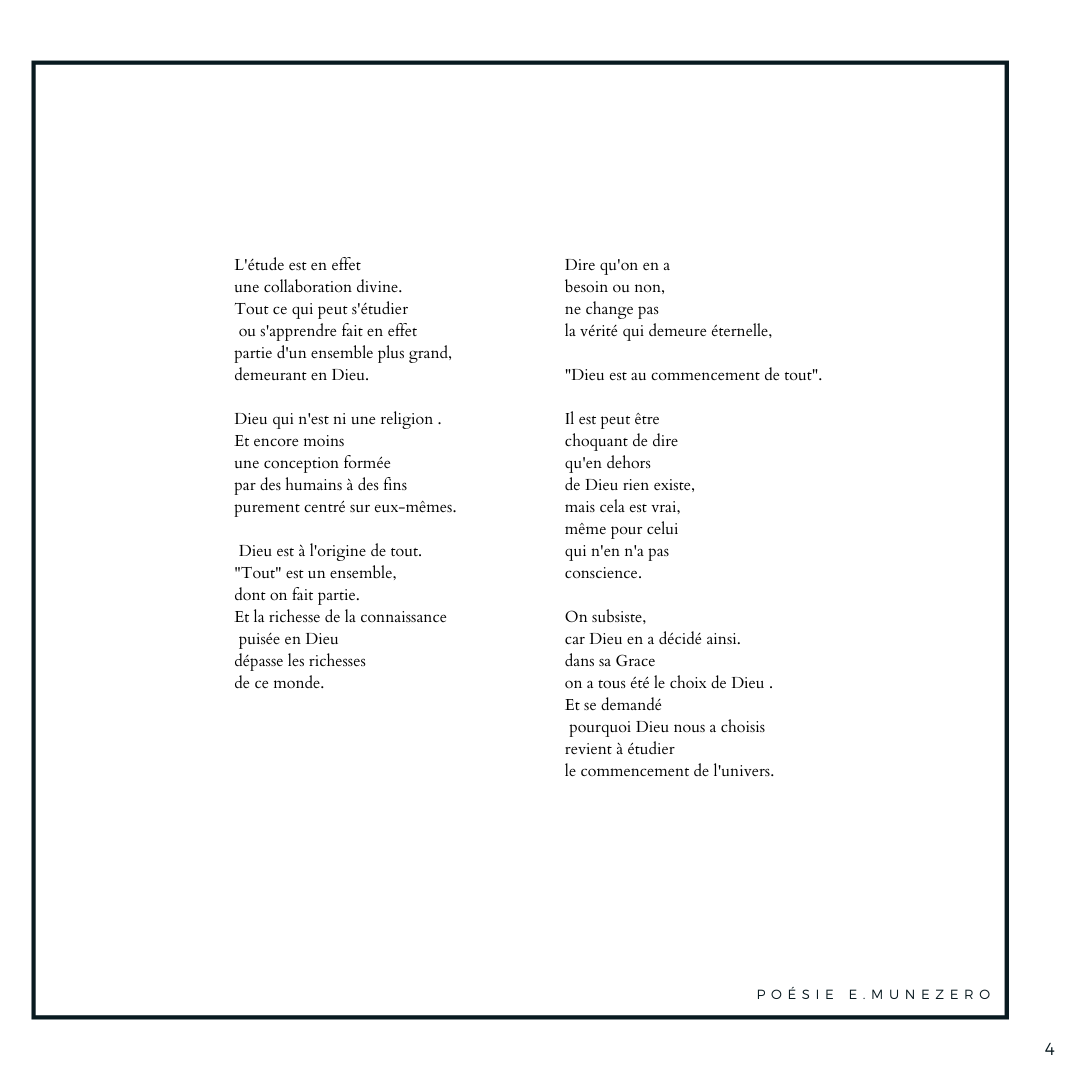 L'étude est en effet
une collaboration divine.
Tout ce qui peut s'étudier
ou s'apprendre fait en effet
partie d'un ensemble plus grand,
demeurant en Dieu.

Dieu qui n'est ni une religion .
Et encore moins
une conception formée
par des humains à des fins
purement centré sur eux-mêmes.

Dieu est à l'origine de tout.
"Tout" est un ensemble,
dont on fait partie.
Et la richesse de la connaissance
puisée en Dieu
dépasse les richesses
de ce monde.

Dire qu'on en a
besoin ou non,
ne change pas
la vérité qui demeure éternelle,

"Dieu est au commencement de tout".

Il est peut être
choquant de dire
qu'en dehors
de Dieu rien existe,
mais cela est vrai,
même pour celui
qui n'en n'a pas
conscience.

On subsiste,
car Dieu en a décidé ainsi.
dans sa Grace
on a tous été le choix de Dieu .
Et se demandé
pourquoi Dieu nous a choisis
revient à étudier
le commencement de l'univers.

POÉSIE E.MUNEZERO
4